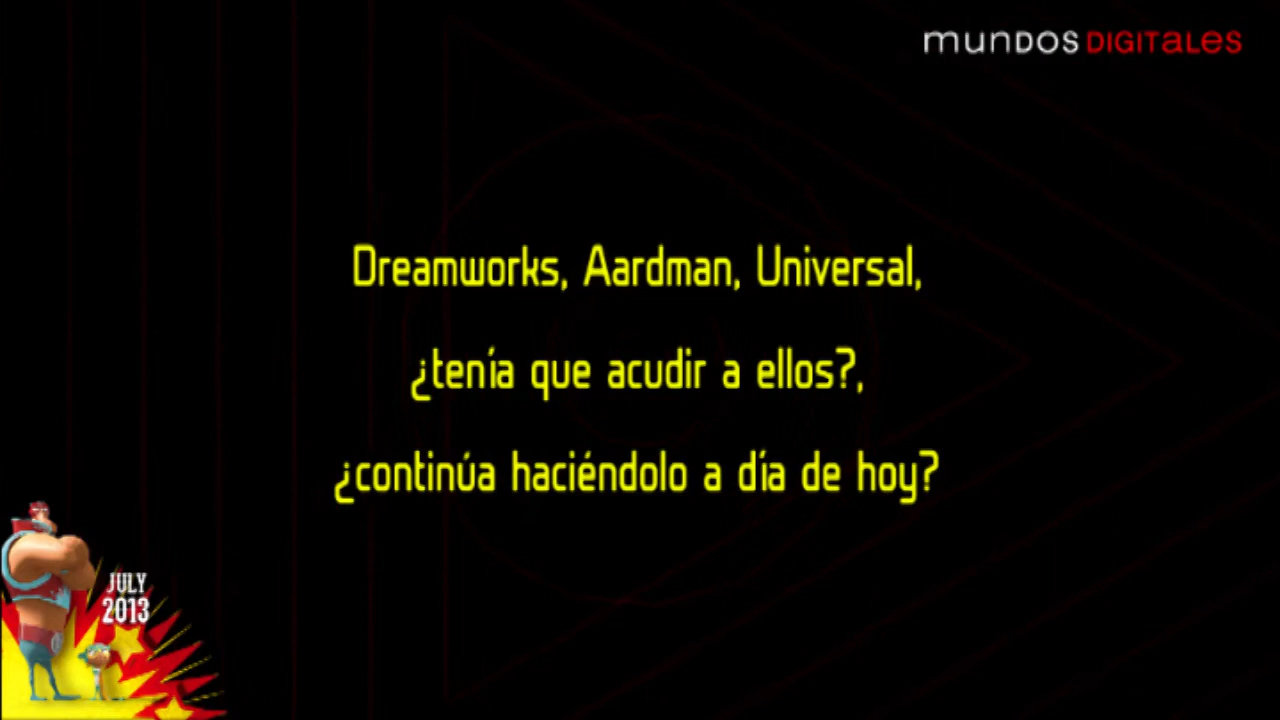 munDOS DIGITaLES
Dreamworks, Aardman, Universal,
¿tenía que acudir a ellos?,
¿continúa haciéndolo a día de hoy?
JULY
2013